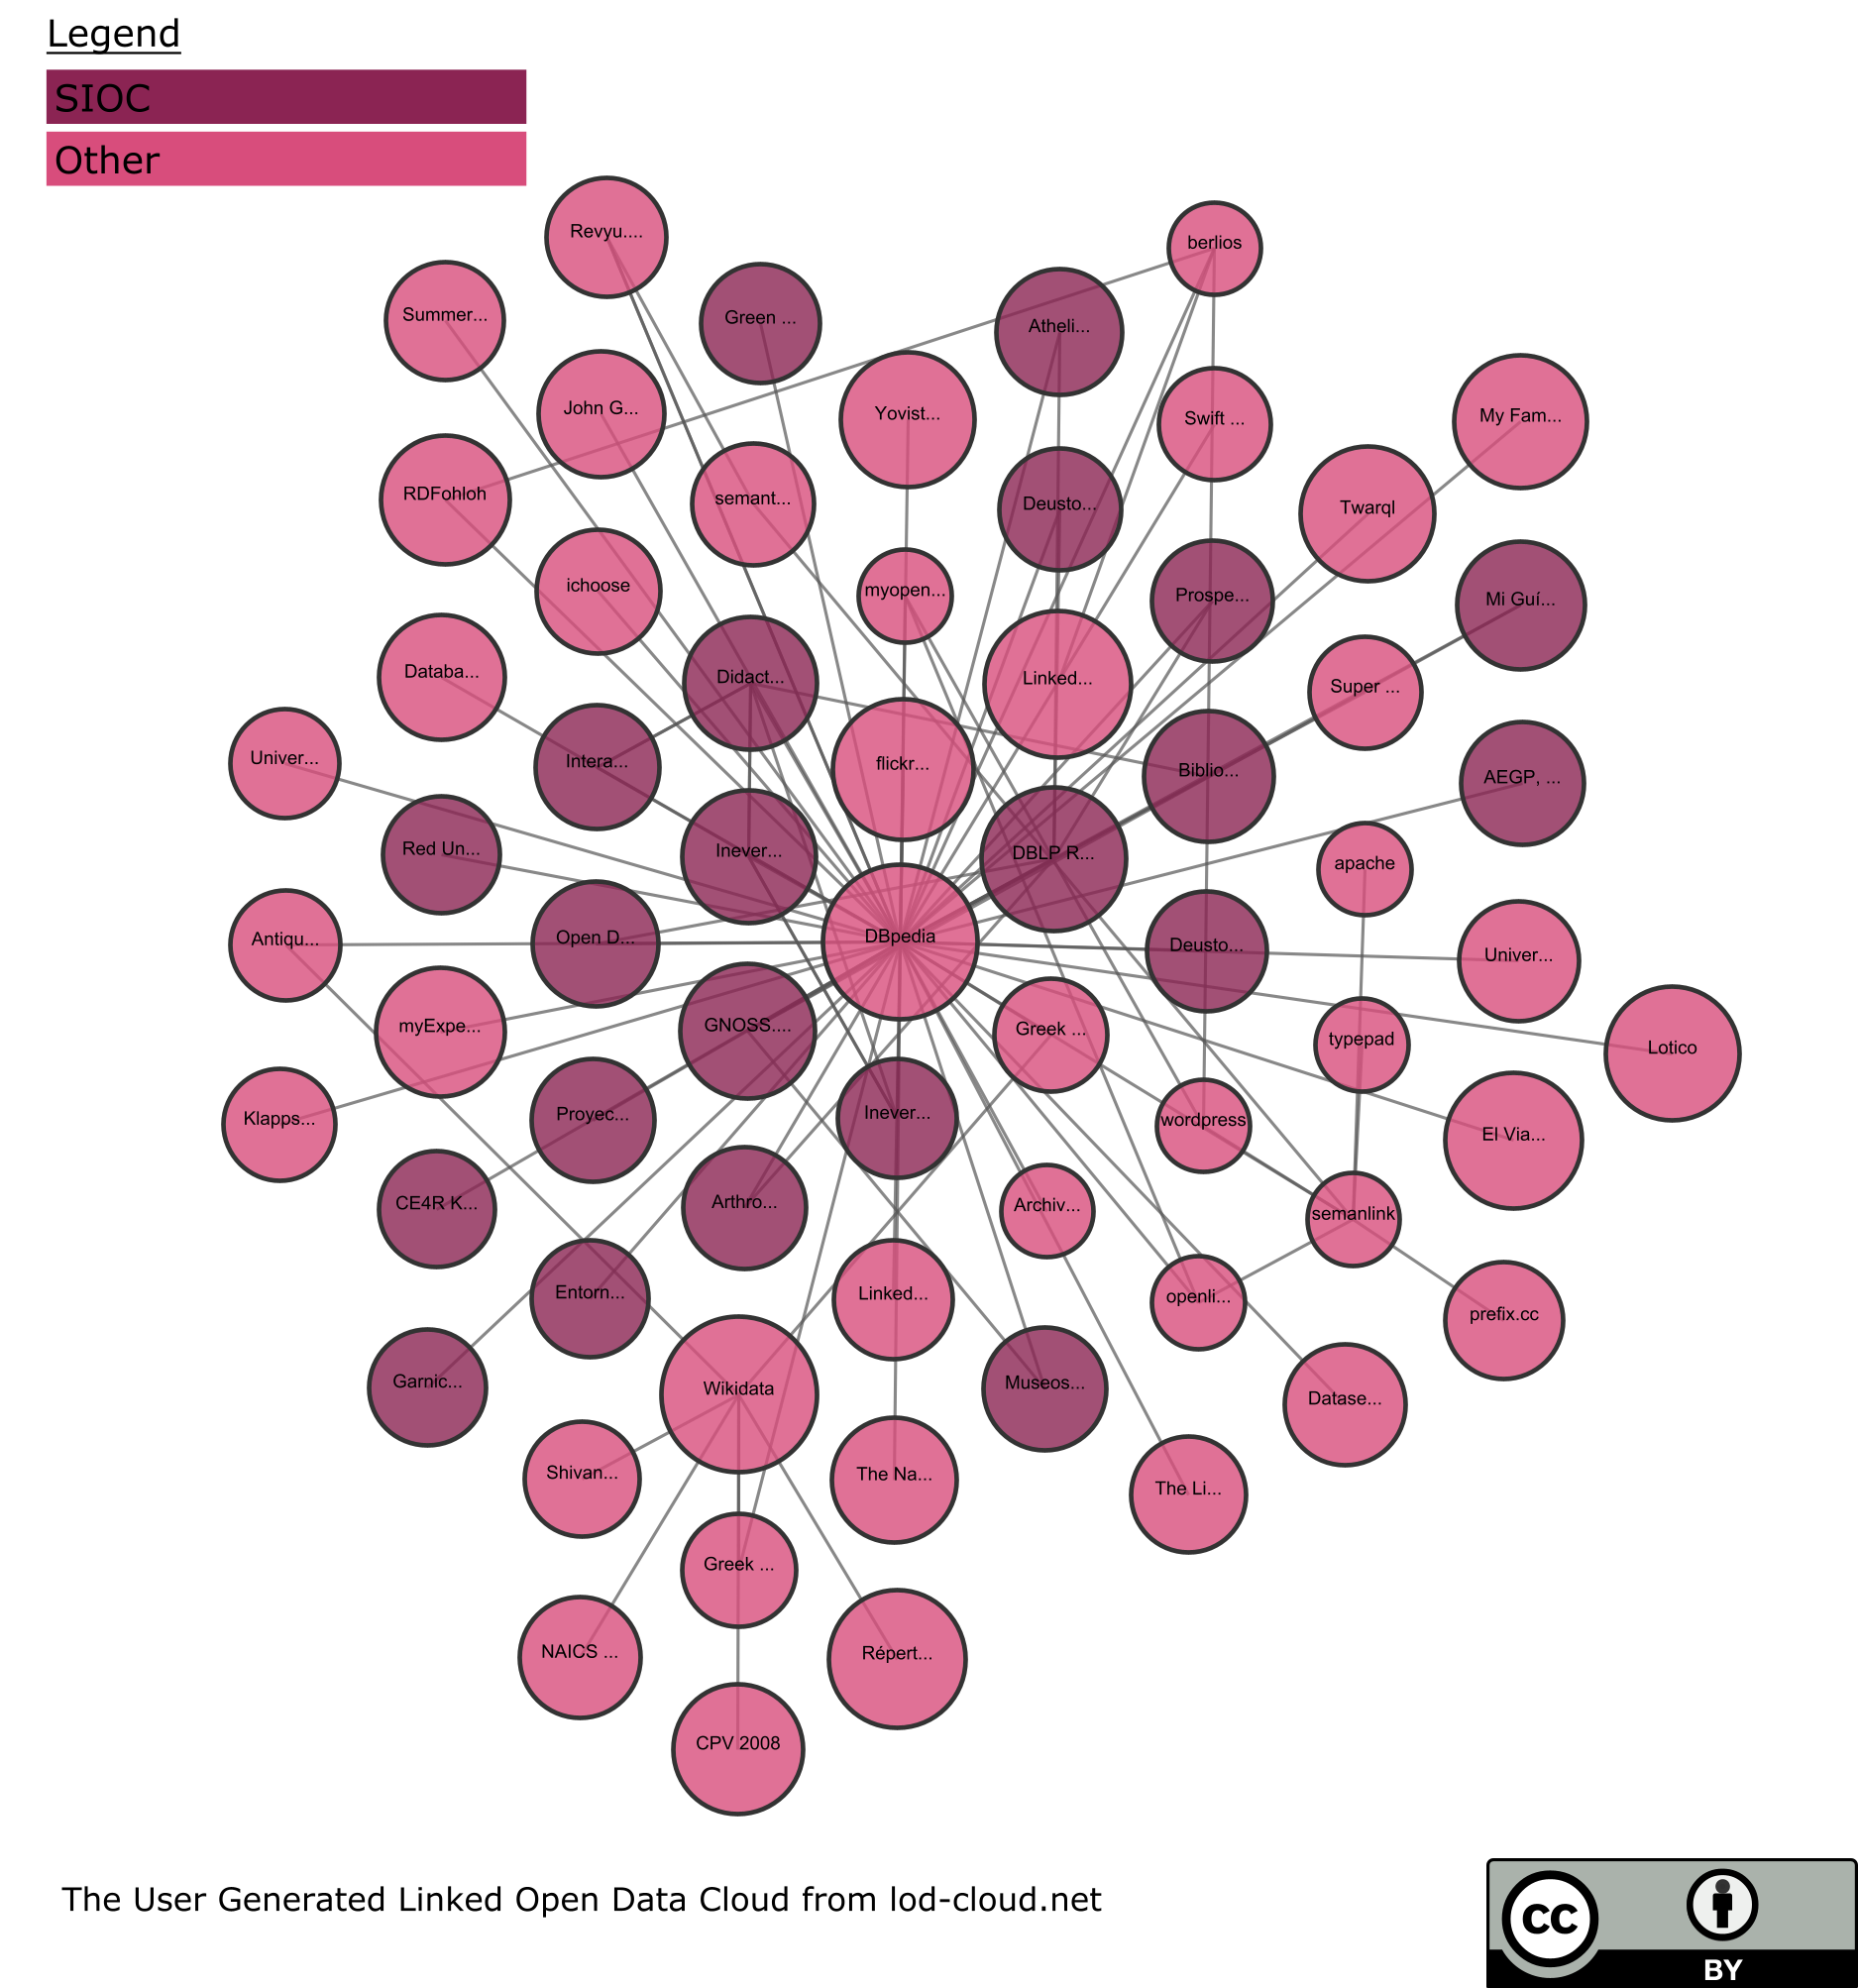 Legend
SIOC
Other
Revyu....
berlios
Summer...
Green ...
Atheli...
John G...
Yovist...
Swift ...
My Fam...
RDFohloh
semant...
Deusto...
Twarql
ichoose
myopen...
Prospe...
Mi Guí...
Databa...
Didact...
Linked...
Super ...
Univer...
Intera...
flickr...
Biblio...
AEGP, ...
Red Un...
Inever...
DBLP R...
apache
Antiqu...
Open D...
DBpedia
Deusto...
Univer...
myExpe...
GNOSS....
Greek ...
typepad
Lotico
Klapps...
Proyec...
Inever...
wordpress
El Via...
CE4R K...
Arthro...
Archiv...
semanlink
Entorn...
Linked...
openli...
prefix.cc
Garnic...
Wikidata
Museos...
Datase...
Shivan...
The Na...
The Li...
Greek ...
NAICS ...
Répert...
CPV 2008
The User Generated Linked Open Data Cloud from lod-cloud.net
cc
BY